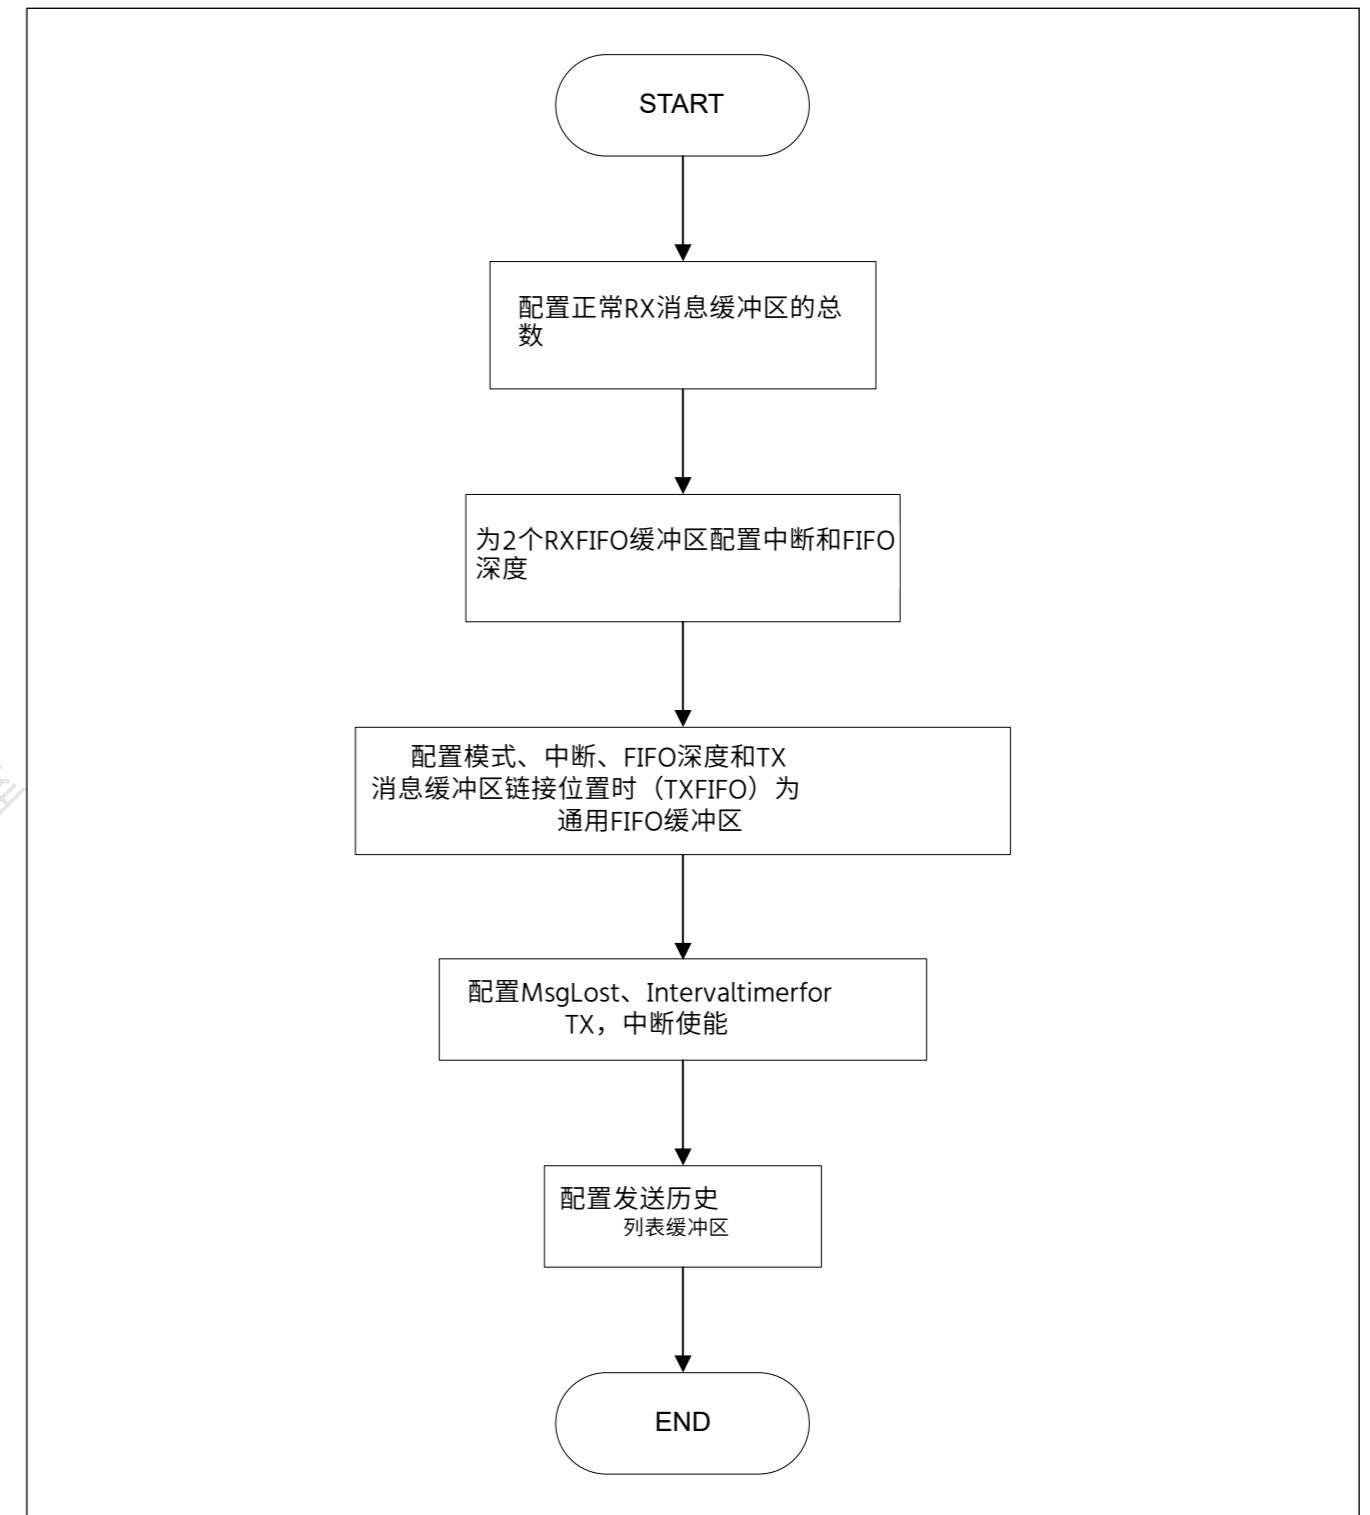 START
配置正常RX消息缓冲区的总
数
为2个RXFIFO缓冲区配置中断和FIFO
深度
配置模式、中断、FIFO深度和TX
消息缓冲区链接位置时（TXFIFO）为
通用FIFO缓冲区
配置MsgLost、Intervaltimerfor
TX，中断使能
配置发送历史
列表缓冲区
END